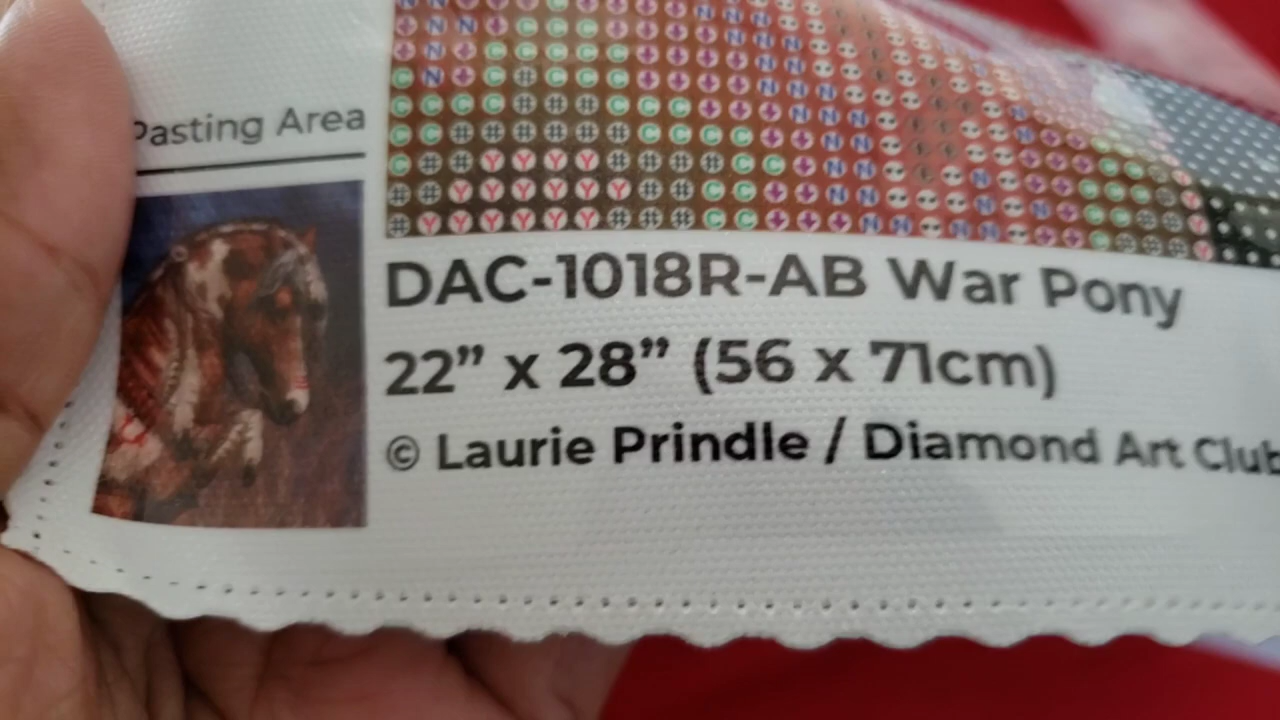 Pasting Area
DAC-1018R-AB War Pony
22” x 28” (56 x 71cm)
© Laurie Prindle / Diamond Art Club